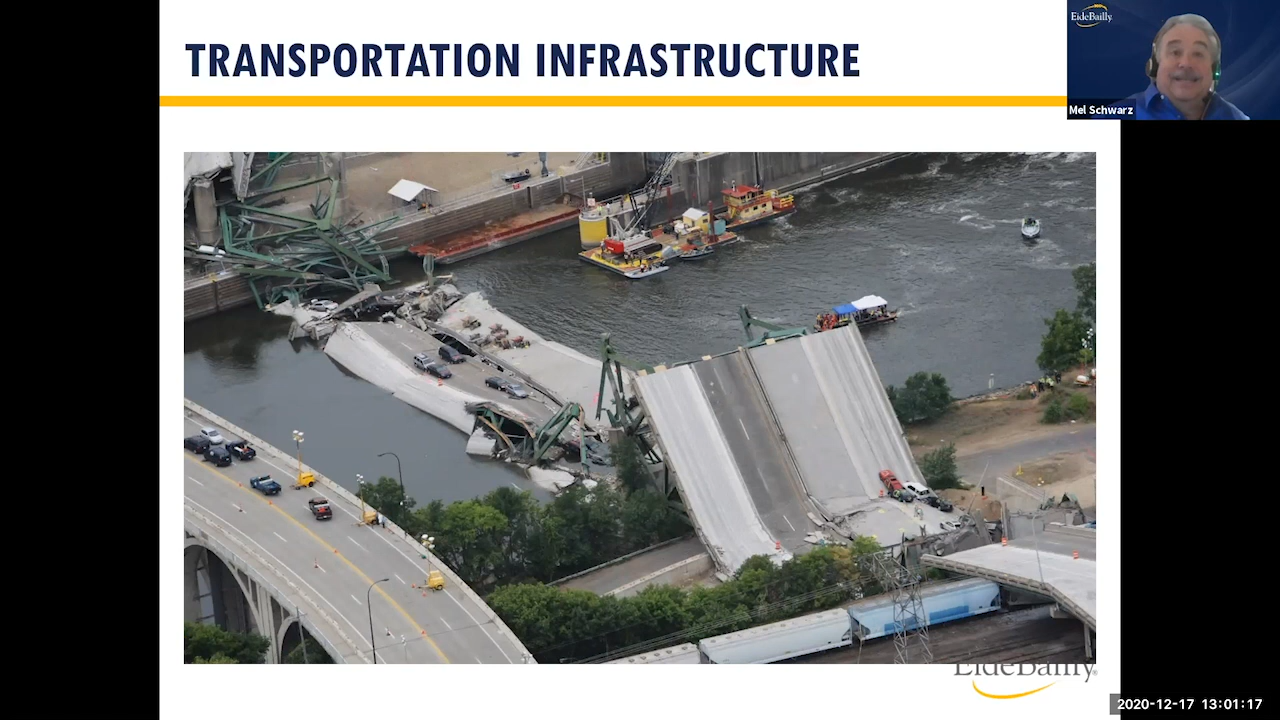 TRANSPORTATION INFRASTRUCTURE
EideBailly
Mel Schwarz
EideBailly®
2020-12-17 13:01:17